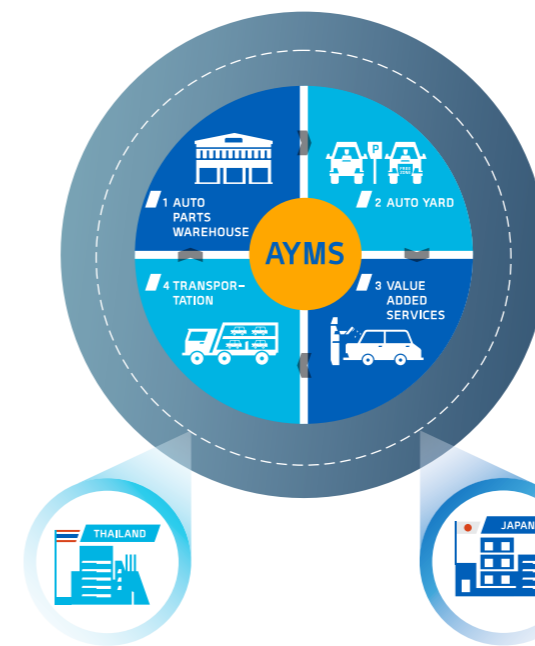 1 AUTO
PARTS
WAREHOUSE
P
2 AUTO YARD
AYMS
4 TRANSPOR-
TATION
3 VALUE
ADDED
SERVICES
THAILAND
JAPAN